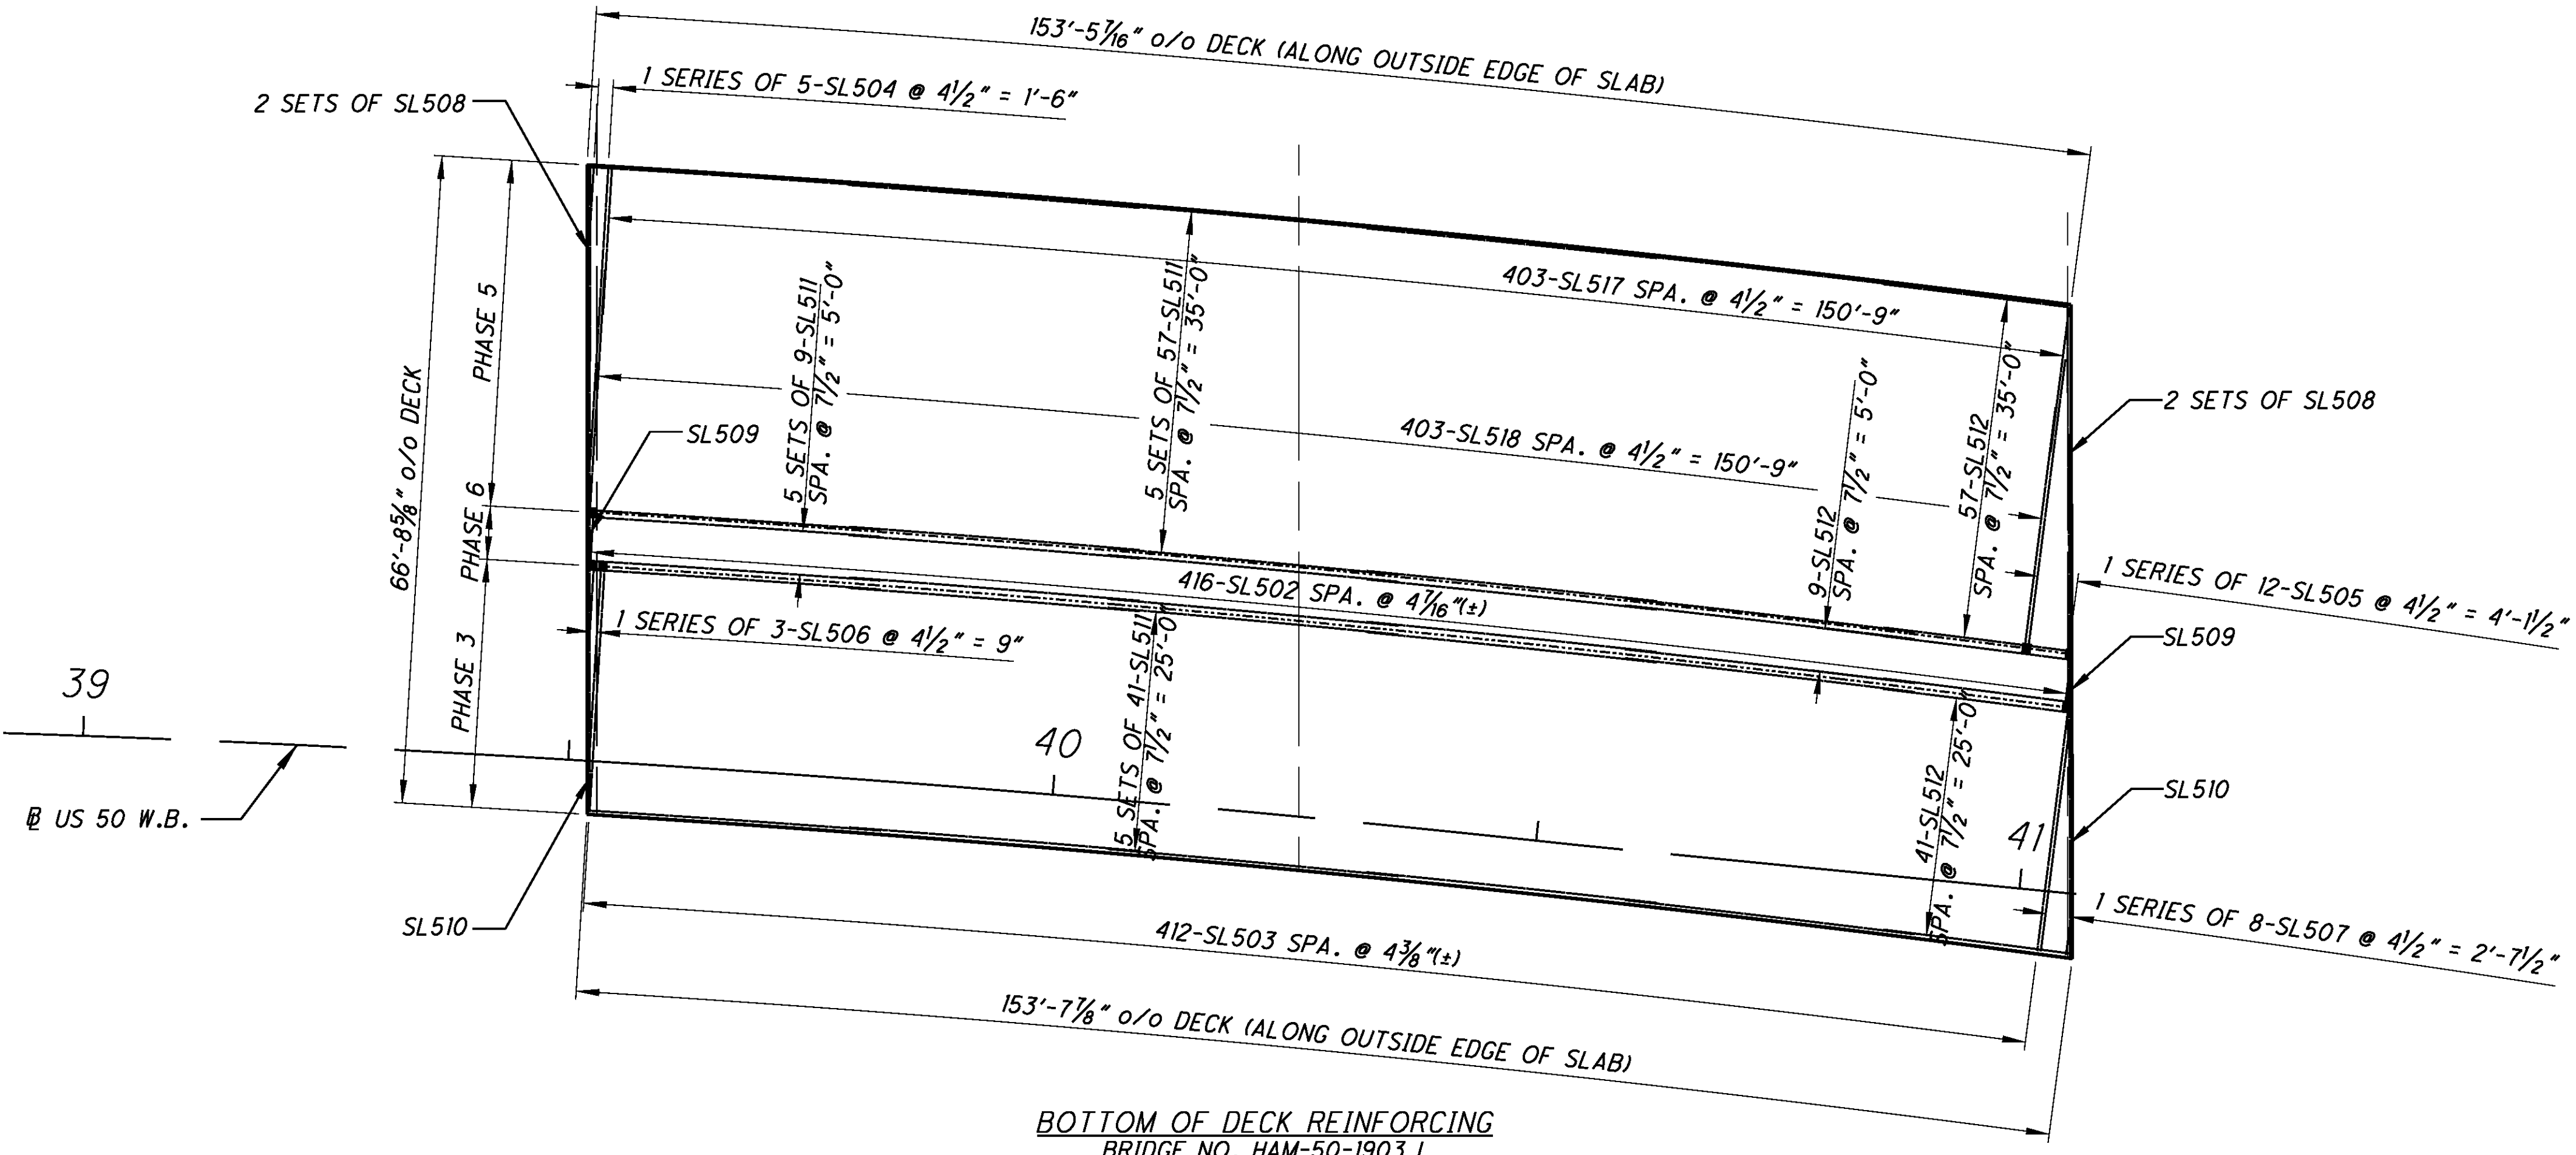 153'-5 7/16" o/o DECK (ALONG OUTSIDE EDGE OF SLAB)
1 SERIES OF 5-SL504 @ 4 1/2" = 1'-6"
2 SETS OF SL508
403-SL517 SPA. @ 4 1/2" = 150'-9"
PHASE 5
5 SETS OF 9-SL511
SPA. @ 7 1/2" = 5'-0"
5 SETS OF 57-SL511
SPA. @ 7 1/2" = 35'-0"
403-SL518 SPA. @ 4 1/2" = 150'-9"
9-SL512
SPA. @ 7 1/2" = 5'-0"
57-SL512
SPA. @ 7 1/2" = 35'-0"
2 SETS OF SL508
SL509
66'-8 5/8" o/o DECK
PHASE 6
416-SL502 SPA. @ 4 7/16"(±)
1 SERIES OF 12-SL505 @ 4 1/2" = 4'-1 1/2"
1 SERIES OF 3-SL506 @ 4 1/2" = 9"
SL509
PHASE 3
5 SETS OF 41-SL511
SPA. @ 7 1/2" = 25'-0"
41-SL512
SPA. @ 7 1/2" = 25'-0"
39
40
41
SL510
℄ US 50 W.B.
SL510
412-SL503 SPA. @ 4 3/8"(±)
1 SERIES OF 8-SL507 @ 4 1/2" = 2'-7 1/2"
153'-7 7/8" o/o DECK (ALONG OUTSIDE EDGE OF SLAB)
BOTTOM OF DECK REINFORCING
BRIDGE NO. HAM-50-1903 L